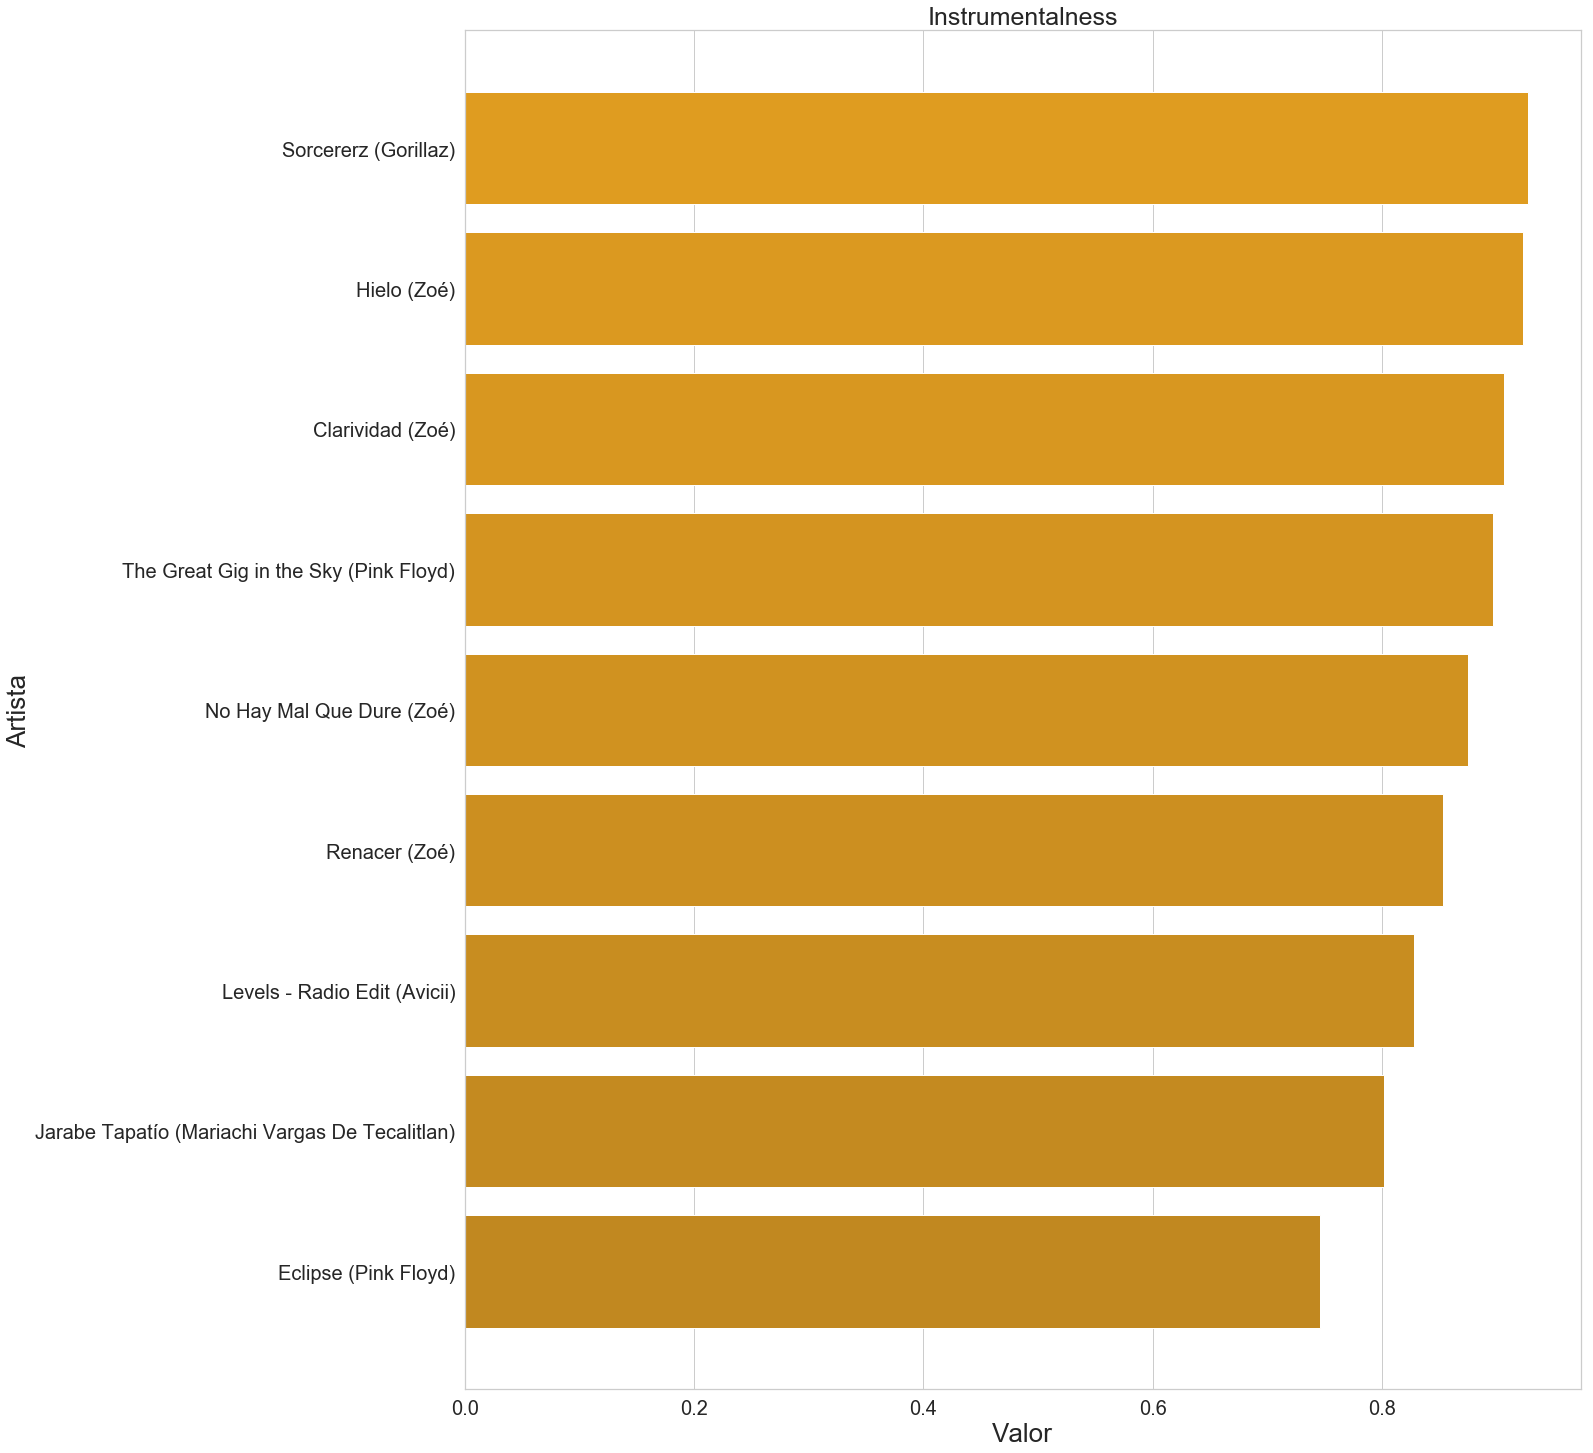 Instrumentalness
Sorcererz (Gorillaz)
Hielo (Zoé)
Clarividad (Zoé)
The Great Gig in the Sky (Pink Floyd)
No Hay Mal Que Dure (Zoé)
Renacer (Zoé)
Levels - Radio Edit (Avicii)
Jarabe Tapatío (Mariachi Vargas De Tecalitlan)
Eclipse (Pink Floyd)
Artista
0.0 0.2 0.4 0.6 0.8
Valor